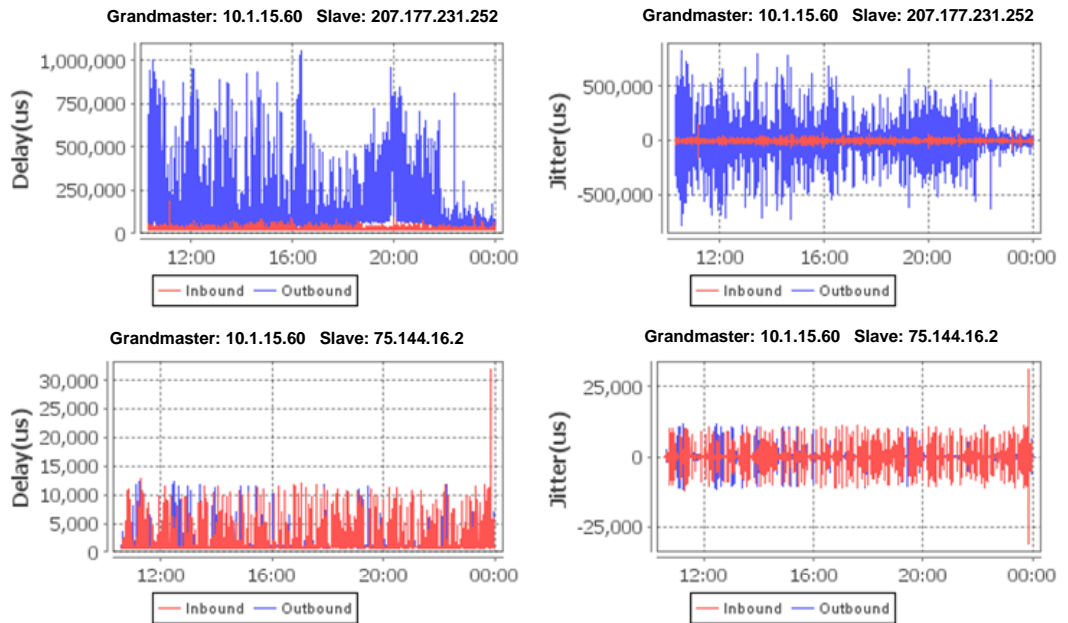 Grandmaster: 10.1.15.60 Slave: 207.177.231.252
Delay(us)
1,000,000
750,000
500,000
250,000
0
12:00 16:00 20:00 00:00
Inbound Outbound
Grandmaster: 10.1.15.60 Slave: 207.177.231.252
Jitter(us)
500,000
0
-500,000
12:00 16:00 20:00 00:00
Inbound Outbound
Grandmaster: 10.1.15.60 Slave: 75.144.16.2
Delay(us)
30,000
25,000
20,000
15,000
10,000
5,000
0
12:00 16:00 20:00 00:00
Inbound Outbound
Grandmaster: 10.1.15.60 Slave: 75.144.16.2
Jitter(us)
25,000
0
-25,000
12:00 16:00 20:00 00:00
Inbound Outbound